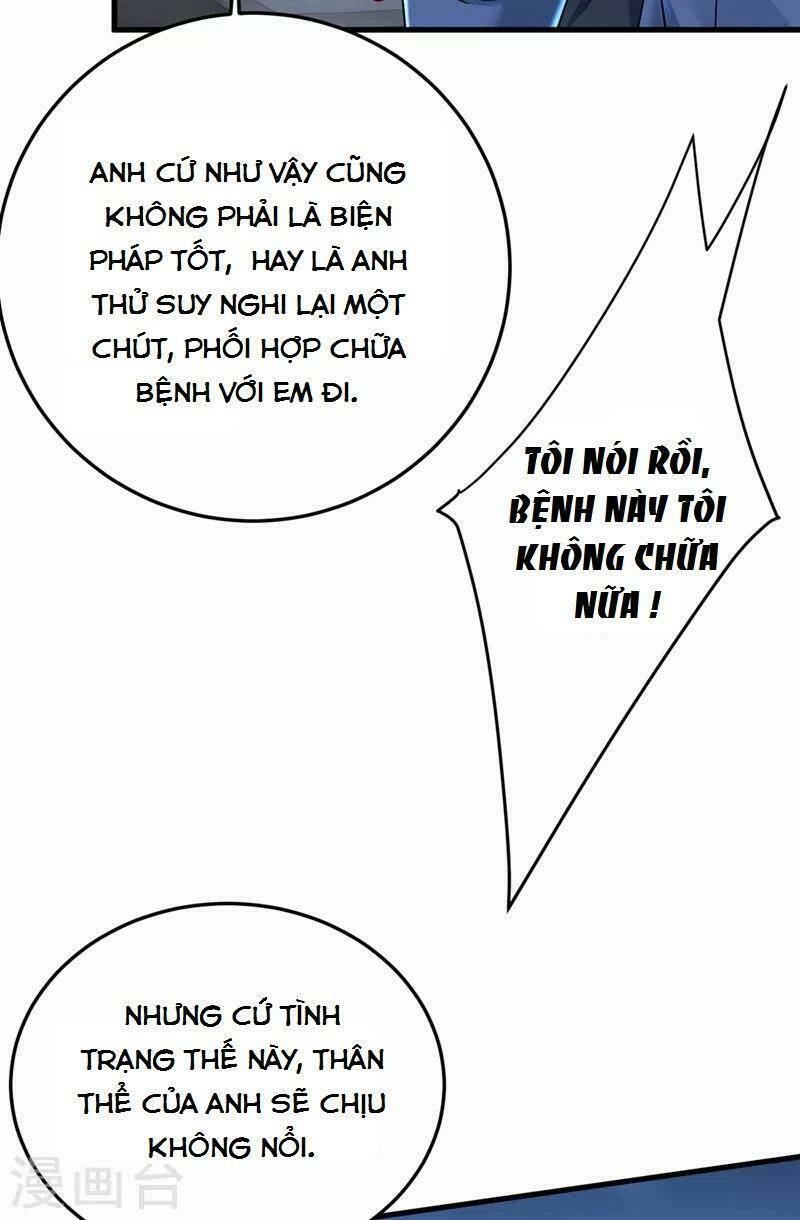 ANH CỨ NHƯ VẬY CŨNG
KHÔNG PHẢI LÀ BIỆN
PHÁP TỐT, HAY LÀ ANH
THỬ SUY NGHI LẠI MỘT
CHÚT, PHỐI HỢP CHỮA
BỆNH VỚI EM ĐI.
TÔI NÓI RỒI,
BỆNH NÀY TÔI
KHÔNG CHỮA
NỮA !
NHƯNG CỨ TÌNH
TRẠNG THẾ NÀY, THÂN
THỂ CỦA ANH SẼ CHỊU
KHÔNG NỔI.
漫画台